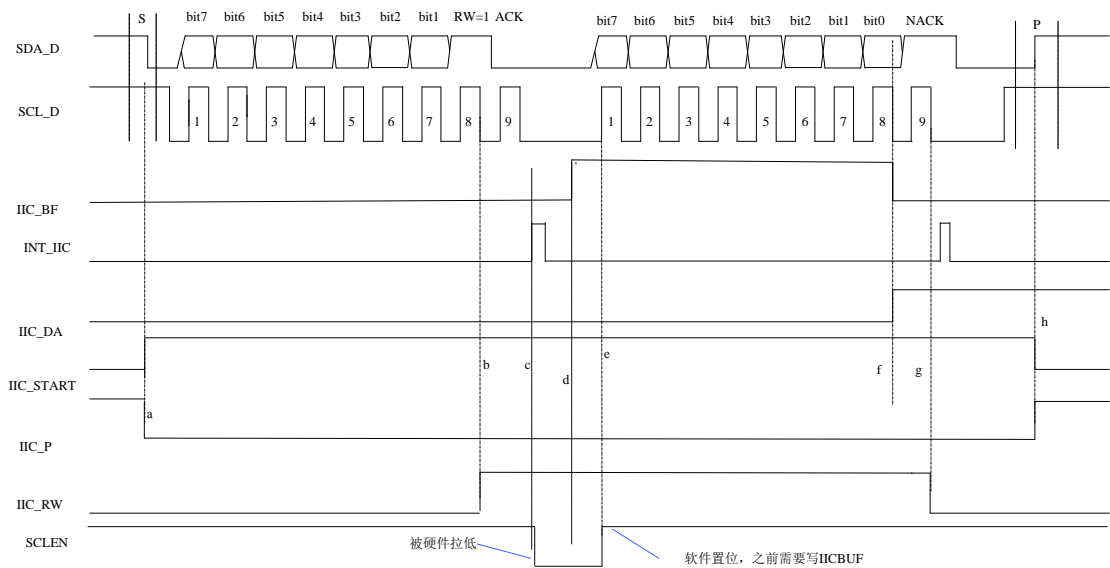 S bit7 bit6 bit5 bit4 bit3 bit2 bit1 RW=1 ACK bit7 bit6 bit5 bit4 bit3 bit2 bit1 bit0 NACK P
SDA_D
SCL_D
1 2 3 4 5 6 7 8 9 1 2 3 4 5 6 7 8 9
IIC_BF
INT_IIC
IIC_DA
h
b c d e f g
IIC_START
a
IIC_P
IIC_RW
SCLEN
被硬件拉低
软件置位，之前需要写IICBUF